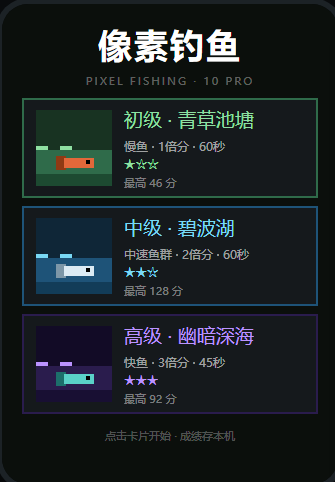 像素钓鱼
PIXEL FISHING · 10 PRO
初级 · 青草池塘
慢鱼 · 1倍分 · 60秒
★☆☆
最高 46 分
中级 · 碧波湖
中速鱼群 · 2倍分 · 60秒
★★☆
最高 128 分
高级 · 幽暗深海
快鱼 · 3倍分 · 45秒
★★★
最高 92 分
点击卡片开始 · 成绩存本机